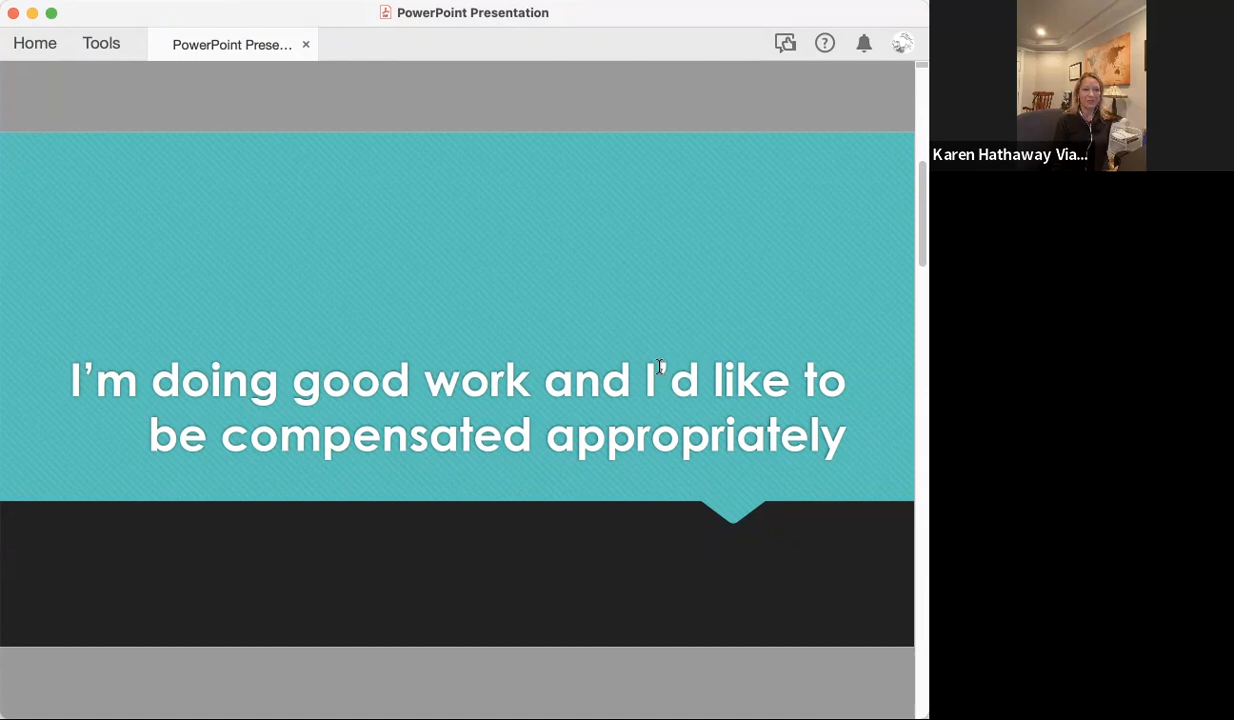 PowerPoint Presentation
Home
Tools
PowerPoint Prese...
×
?
I’m doing good work and I’d like to
be compensated appropriately
Karen Hathaway Via...